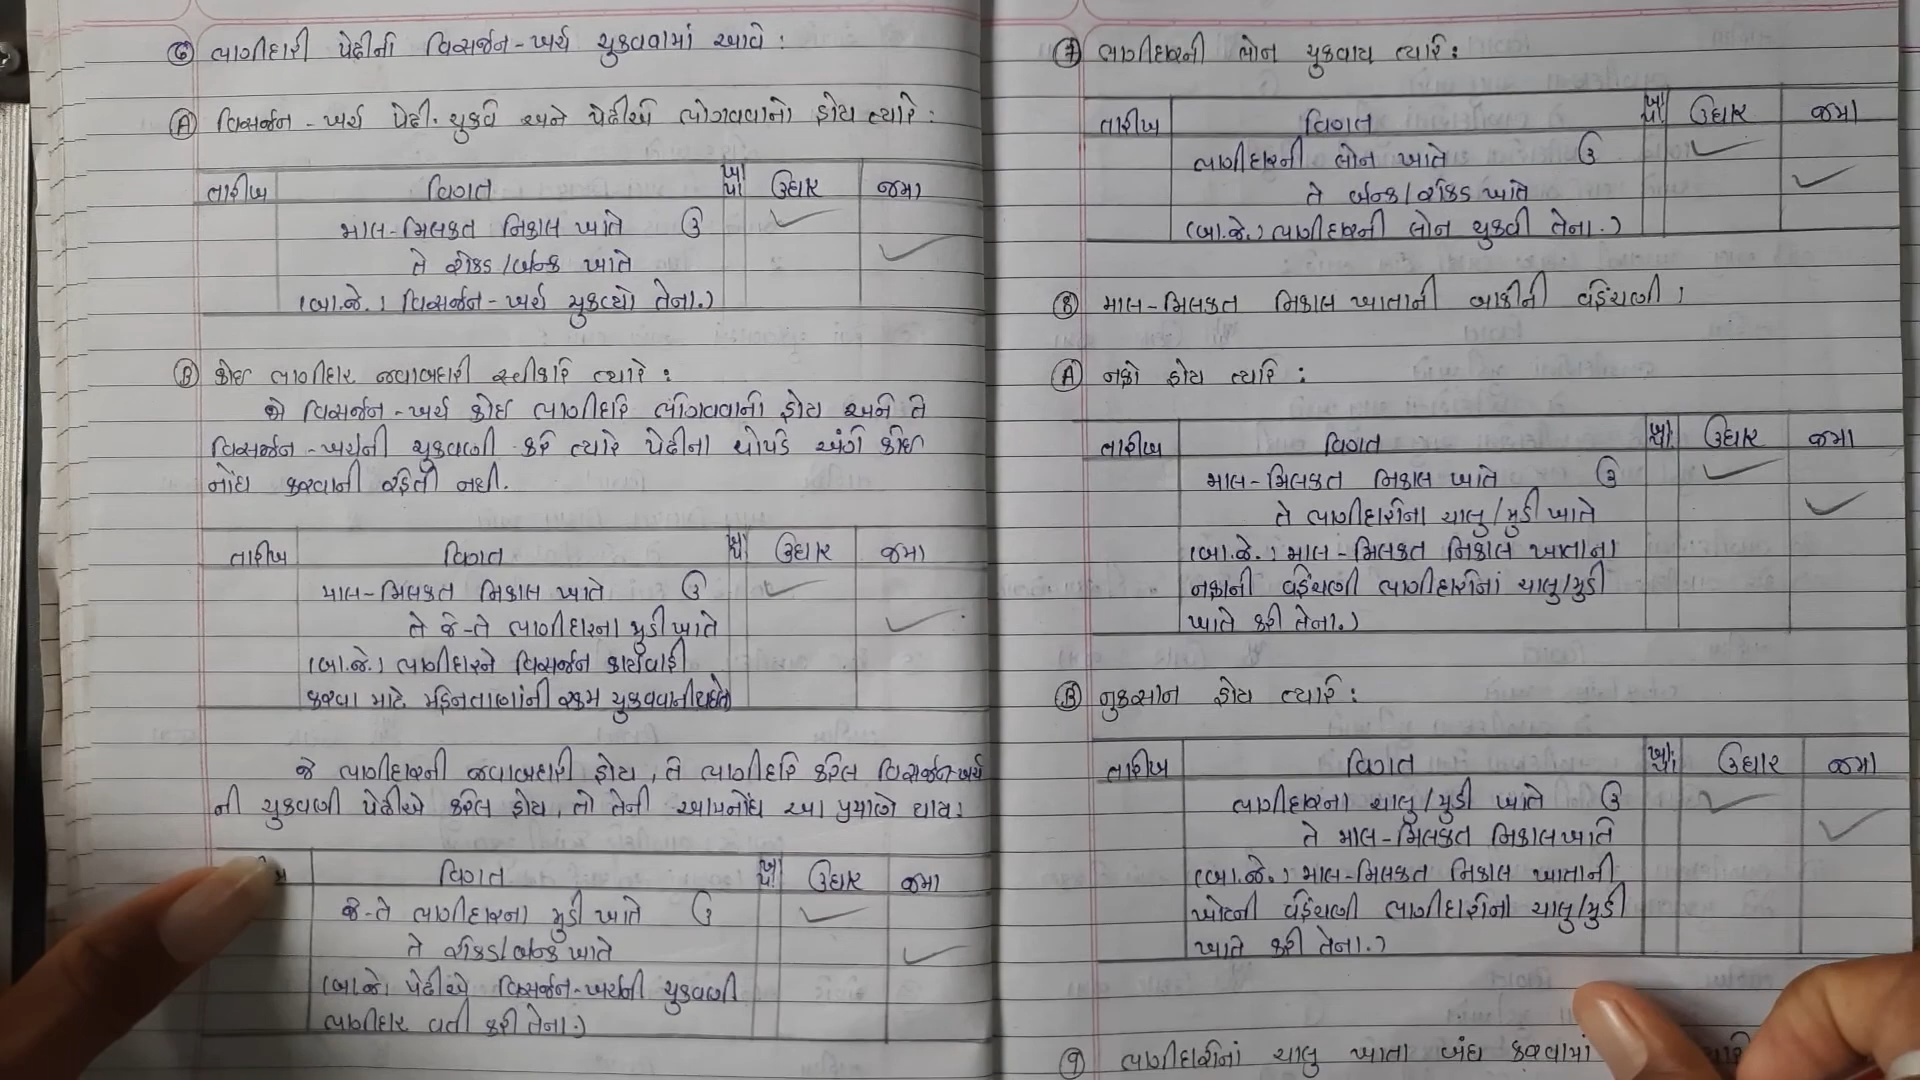 ⑥ ભાગીદારી પેઢીની વિસર્જન-ખર્ચ ચુકવવામાં આવે :
Ⓐ વિસર્જન-ખર્ચ પેઢી ચુકવે અને પેઢીએ ભોગવવાનો હોય ત્યારે :
તારીખ વિગત ખા.પા. ઉધાર જમા
માલ-મિલકત નિકાલ ખાતે ઉ ✓
તે રોકડ/બેન્ક ખાતે ✓
(બા.જે. : વિસર્જન-ખર્ચ ચુકવ્યો તેના.)
Ⓑ કોઇ ભાગીદાર જવાબદારી સ્વીકારે ત્યારે :
જો વિસર્જન-ખર્ચ કોઇ ભાગીદારે ભોગવવાની હોય અને તે
વિસર્જન-ખર્ચની ચુકવણી કરે ત્યારે પેઢીના ચોપડે અંગે કોઇ
નોંધ કરવાની રહેતી નથી.
તારીખ વિગત ખા.પા. ઉધાર જમા
માલ-મિલકત નિકાલ ખાતે ઉ ✓
તે જે-તે ભાગીદારના મુડી ખાતે ✓
(બા.જે. : ભાગીદારને વિસર્જન કાર્યવાહી
કરવા માટે મહેનતાણાંની રકમ ચુકવવાની
જે ભાગીદારની જવાબદારી હોય, તે ભાગીદારે કરેલ વિસર્જન-ખર્ચ
ની ચુકવણી પેઢીએ કરેલ હોય, તો તેની આમનોંધ આ પ્રમાણે થાય:
વિગત ખા.પા. ઉધાર જમા
જે-તે ભાગીદારના મુડી ખાતે ઉ ✓
તે રોકડ/બેન્ક ખાતે ✓
(બા.જે. પેઢીએ વિસર્જન-ખર્ચની ચુકવણી
ભાગીદાર વતી કરી તેના.)
⑦ ભાગીદારની લોન ચુકવાય ત્યારે :
તારીખ વિગત ખા.પા. ઉધાર જમા
ભાગીદારની લોન ખાતે ઉ ✓
તે બેન્ક/રોકડ ખાતે ✓
(બા.જે. : ભાગીદારની લોન ચુકવી તેના.)
⑧ માલ-મિલકત નિકાલ ખાતાની બાકીની વહેંચણી :
Ⓐ નફો હોય ત્યારે :
તારીખ વિગત ખા.પા. ઉધાર જમા
માલ-મિલકત નિકાલ ખાતે ઉ ✓
તે ભાગીદારીના ચાલુ/મુડી ખાતે ✓
(બા.જે. : માલ-મિલકત નિકાલ ખાતાના
નફાની વહેંચણી ભાગીદારોનાં ચાલુ/મુડી
ખાતે કરી તેના.)
Ⓑ નુકસાન હોય ત્યારે :
તારીખ વિગત ખા.પા. ઉધાર જમા
ભાગીદારના ચાલુ/મુડી ખાતે ઉ ✓
તે માલ-મિલકત નિકાલ ખાતે ✓
(બા.જે. : માલ-મિલકત નિકાલ ખાતાની
ખોટની વહેંચણી ભાગીદારોનાં ચાલુ/મુડી
ખાતે કરી તેના.)
⑨ ભાગીદારોનાં ચાલુ ખાતા બંધ કરવામાં